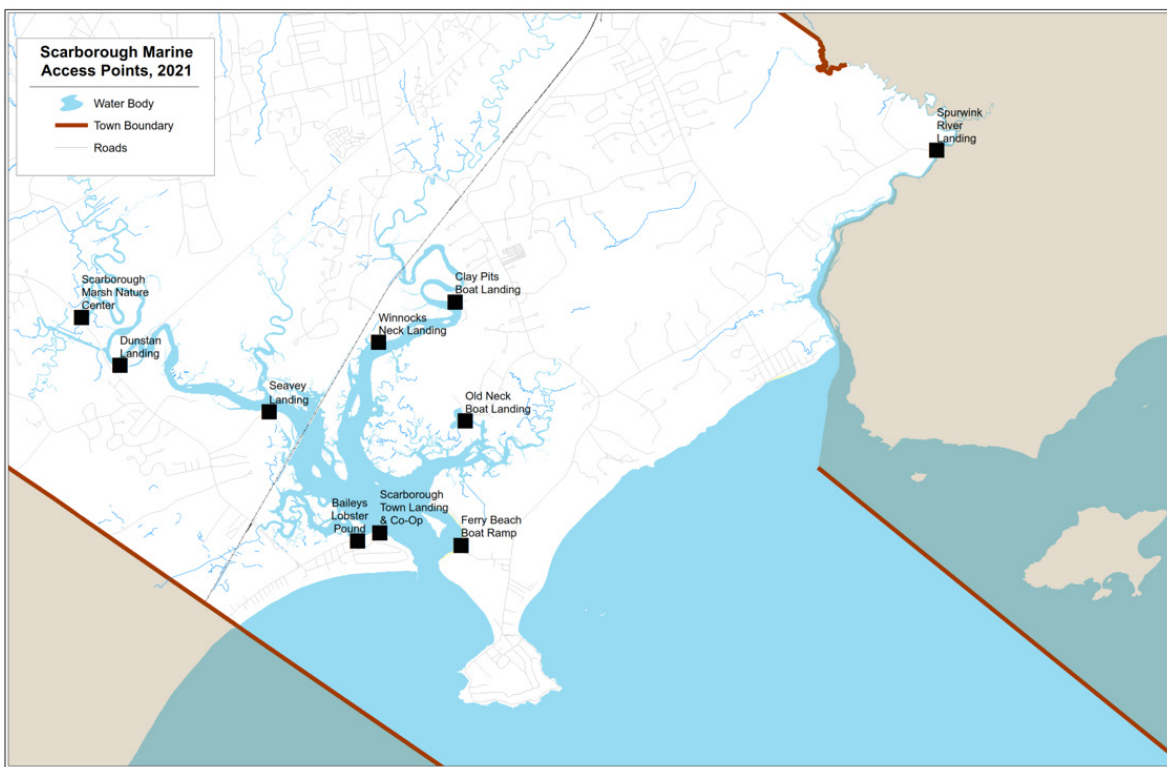 Scarborough Marine
Access Points, 2021
Water Body
Town Boundary
Roads
Spurwink
River
Landing
Scarborough
Marsh Nature
Center
Dunstan
Landing
Clay Pits
Boat Landing
Winnocks
Neck Landing
Seavey
Landing
Old Neck
Boat Landing
Baileys
Lobster
Pound
Scarborough
Town Landing
& Co-Op
Ferry Beach
Boat Ramp